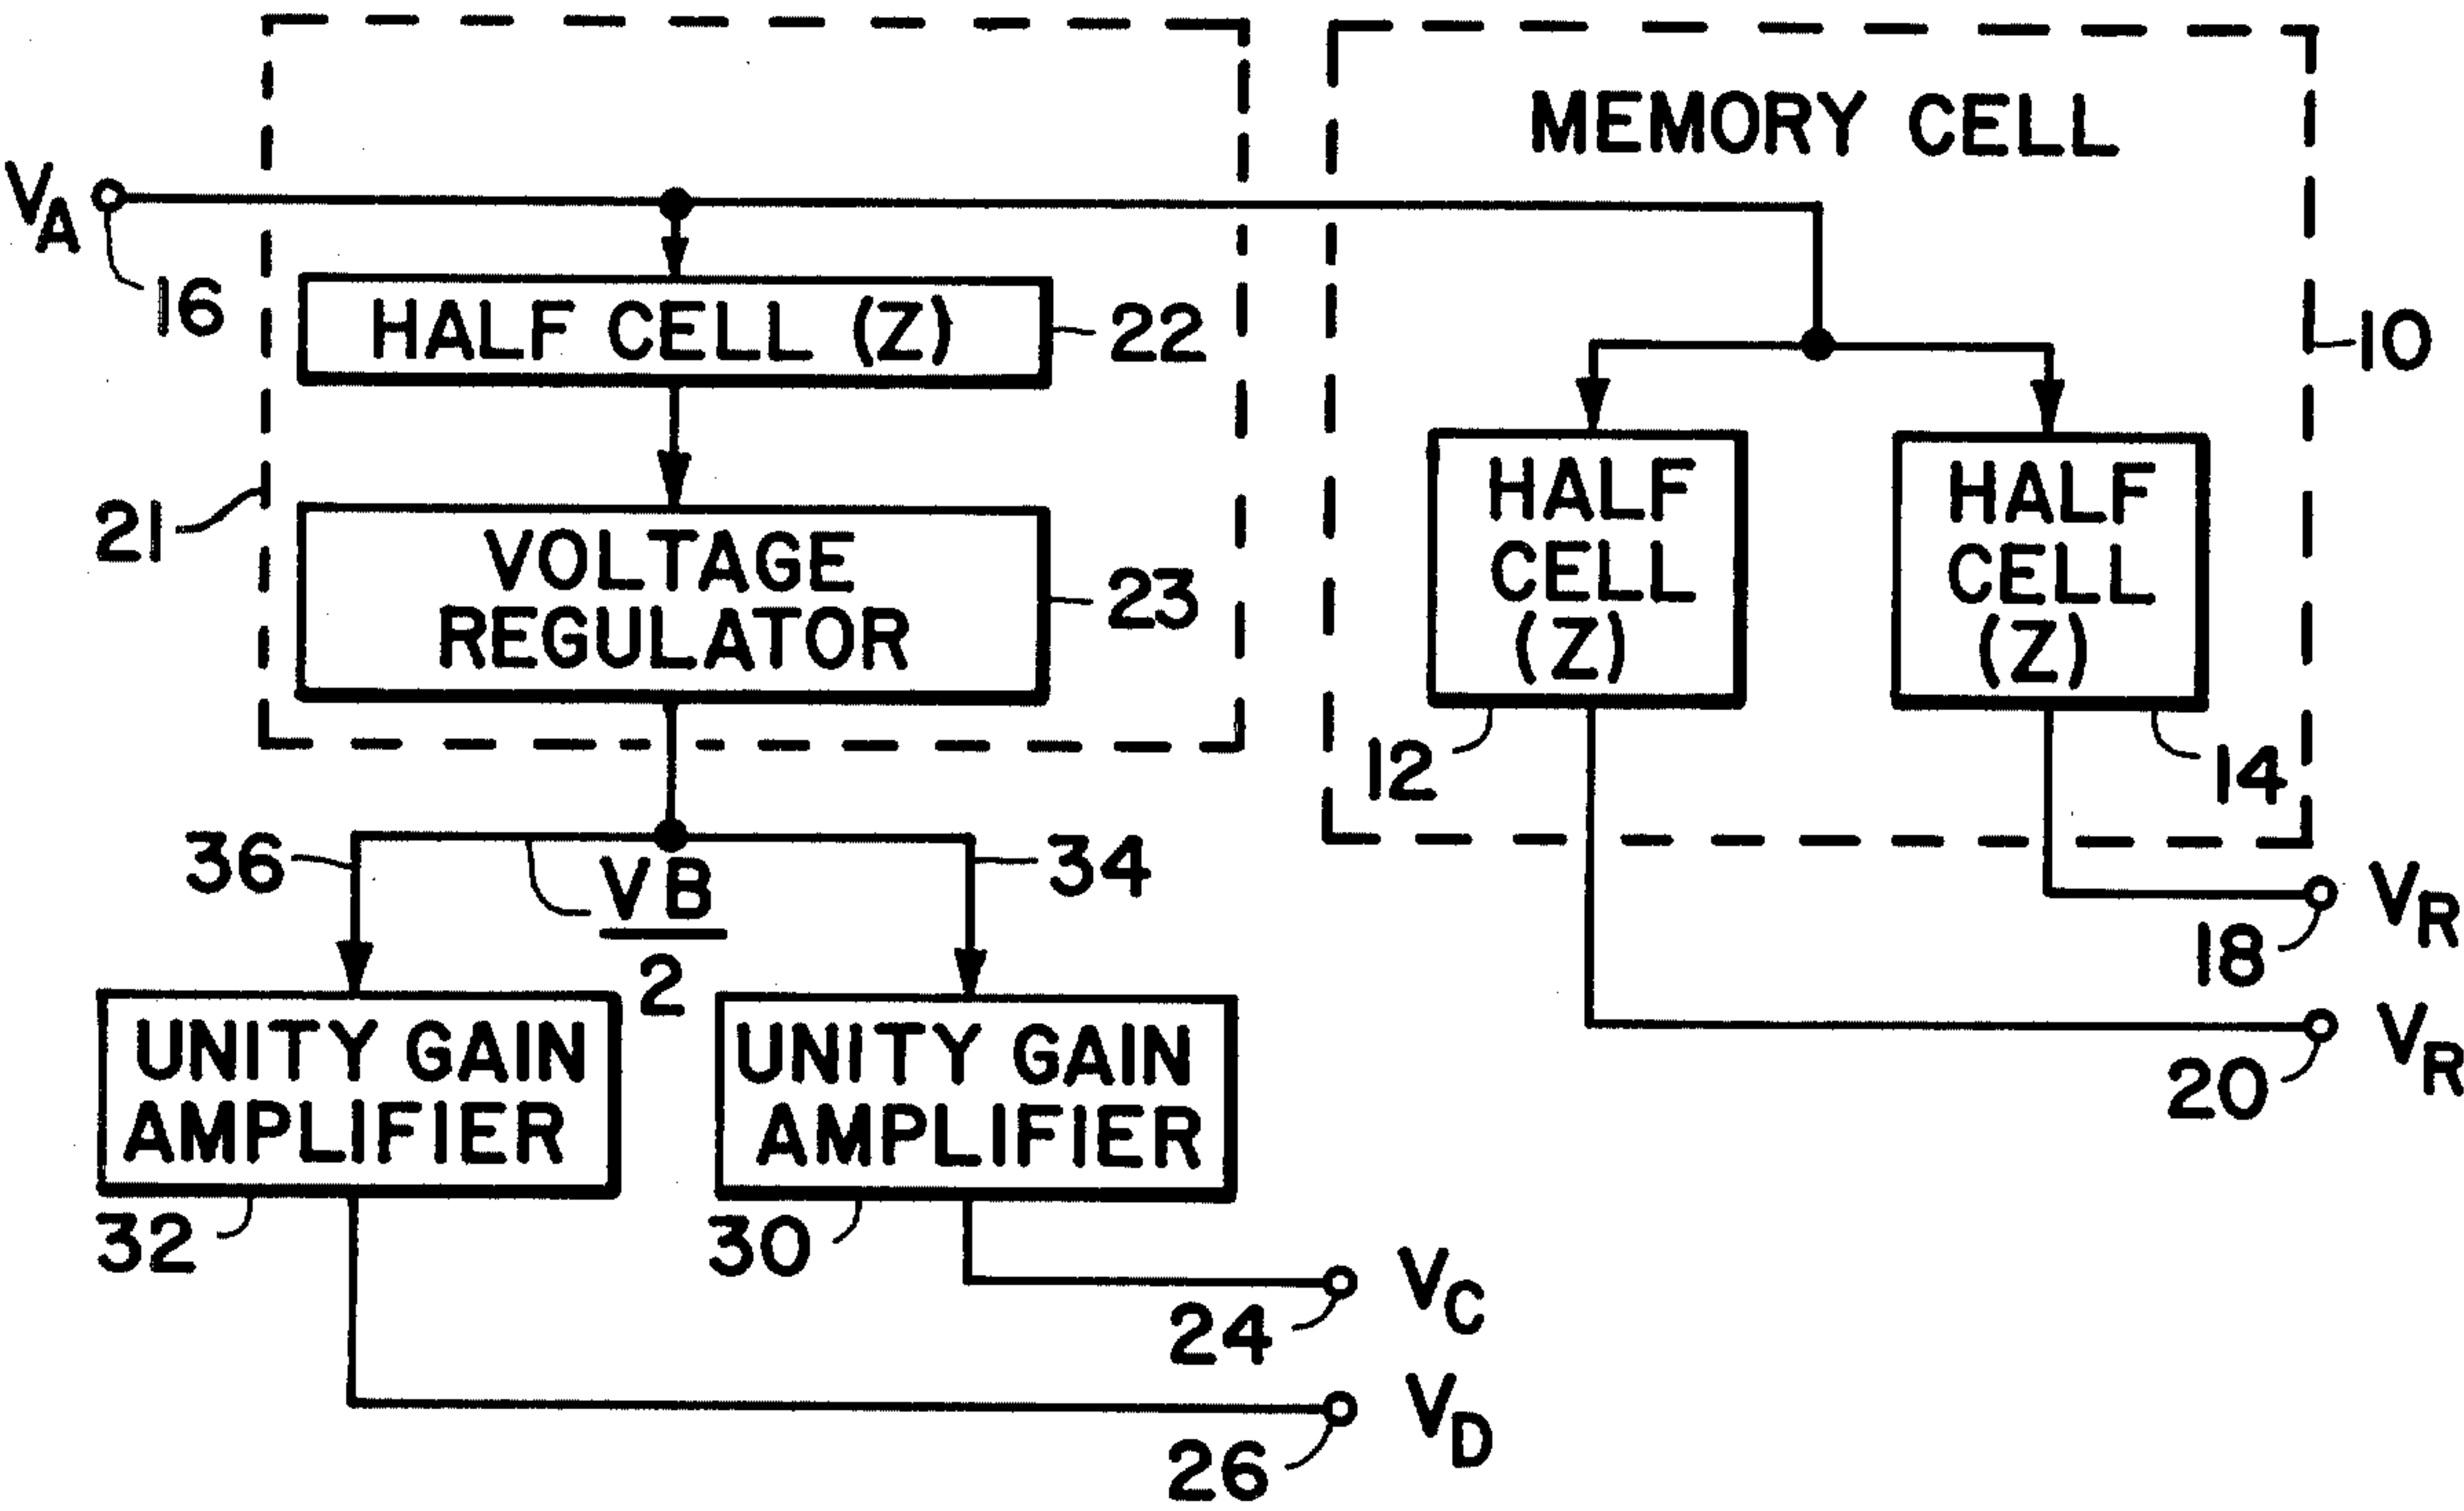 MEMORY CELL
VA
16
HALF CELL (Z)
22
10
21
VOLTAGE
REGULATOR
23
HALF
CELL
(Z)
HALF
CELL
(Z)
12
14
36
VB
2
34
VR
18
VR
20
UNITY GAIN
AMPLIFIER
UNITY GAIN
AMPLIFIER
32
30
VC
24
VD
26